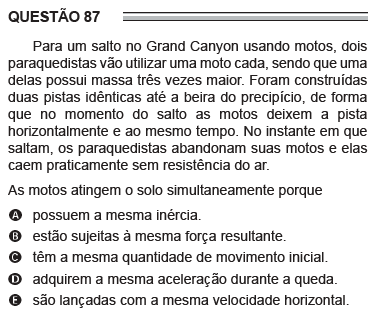 QUESTÃO 87
Para um salto no Grand Canyon usando motos, dois
paraquedistas vão utilizar uma moto cada, sendo que uma
delas possui massa três vezes maior. Foram construídas
duas pistas idênticas até a beira do precipício, de forma
que no momento do salto as motos deixem a pista
horizontalmente e ao mesmo tempo. No instante em que
saltam, os paraquedistas abandonam suas motos e elas
caem praticamente sem resistência do ar.
As motos atingem o solo simultaneamente porque
A possuem a mesma inércia.
B estão sujeitas à mesma força resultante.
C têm a mesma quantidade de movimento inicial.
D adquirem a mesma aceleração durante a queda.
E são lançadas com a mesma velocidade horizontal.